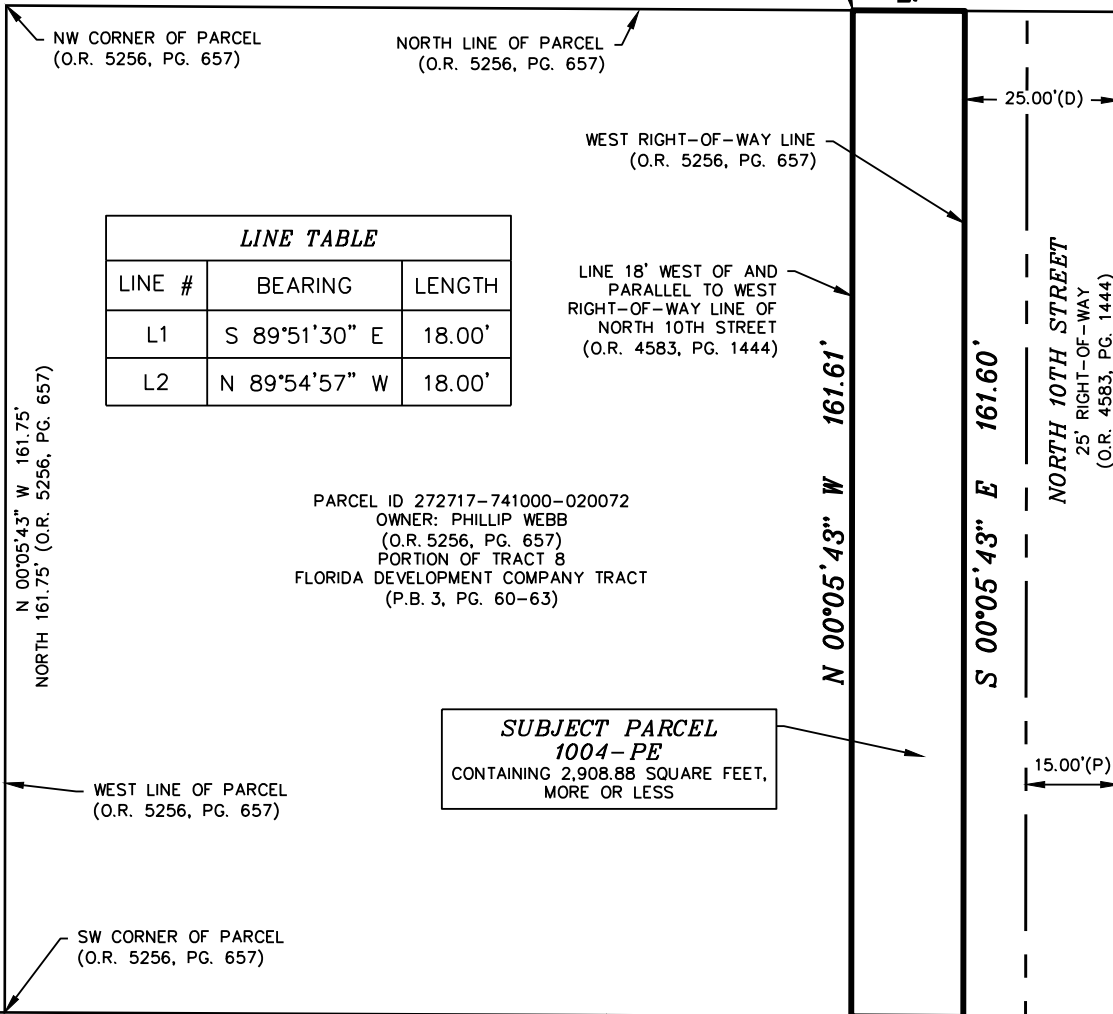 NW CORNER OF PARCEL
(O.R. 5256, PG. 657)
NORTH LINE OF PARCEL
(O.R. 5256, PG. 657)
25.00'(D)
WEST RIGHT-OF-WAY LINE
(O.R. 5256, PG. 657)
LINE TABLE
LINE # BEARING LENGTH
L1 S 89°51'30" E 18.00'
L2 N 89°54'57" W 18.00'
LINE 18' WEST OF AND
PARALLEL TO WEST
RIGHT-OF-WAY LINE OF
NORTH 10TH STREET
(O.R. 4583, PG. 1444)
N 00°05'43" W 161.75'
NORTH 161.75' (O.R. 5256, PG. 657)
N 00°05'43" W 161.61'
S 00°05'43" E 161.60'
NORTH 10TH STREET
25' RIGHT-OF-WAY
(O.R. 4583, PG. 1444)
PARCEL ID 272717-741000-020072
OWNER: PHILLIP WEBB
(O.R. 5256, PG. 657)
PORTION OF TRACT 8
FLORIDA DEVELOPMENT COMPANY TRACT
(P.B. 3, PG. 60-63)
SUBJECT PARCEL
1004-PE
CONTAINING 2,908.88 SQUARE FEET,
MORE OR LESS
15.00'(P)
WEST LINE OF PARCEL
(O.R. 5256, PG. 657)
SW CORNER OF PARCEL
(O.R. 5256, PG. 657)